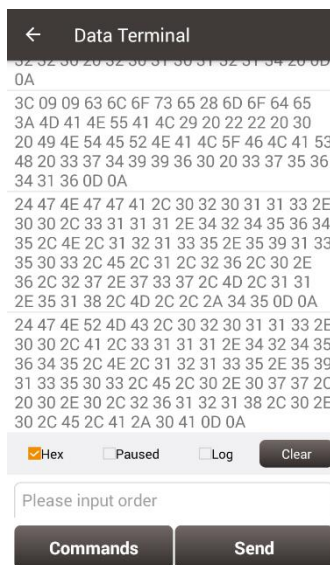 Data Terminal
0A
3C 09 09 63 6C 6F 73 65 28 6D 6F 64 65
3A 4D 41 4E 55 41 4C 29 20 22 22 20 30
20 49 4E 54 45 52 4E 41 4C 5F 46 4C 41 53
48 20 33 37 34 39 39 36 30 20 33 37 35 36
34 31 36 0D 0A
24 47 4E 47 47 41 2C 30 32 30 31 31 33 2E
30 30 2C 33 31 31 31 2E 34 32 34 35 36 34
35 2C 4E 2C 31 32 31 33 35 2E 35 39 31 33
35 30 33 2C 45 2C 31 2C 32 36 2C 30 2E
36 2C 32 37 2E 37 33 37 2C 4D 2C 31 31
2E 35 31 38 2C 4D 2C 2C 2A 34 35 0D 0A
24 47 4E 52 4D 43 2C 30 32 30 31 31 33 2E
30 30 2C 41 2C 33 31 31 31 2E 34 32 34 35
36 34 35 2C 4E 2C 31 32 31 33 35 2E 35 39
31 33 35 30 33 2C 45 2C 30 2E 30 37 37 2C
20 30 2E 30 2C 32 36 31 32 31 38 2C 30 2E
30 2C 45 2C 41 2A 30 41 0D 0A
Hex Paused Log Clear
Please input order
Commands Send